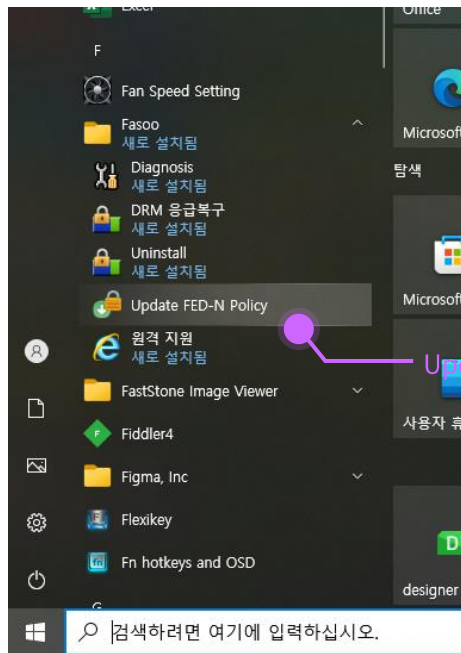 Excel
Office
F
Fan Speed Setting
Fasoo
새로 설치됨
Microsoft
탐색
Diagnosis
새로 설치됨
DRM 응급복구
새로 설치됨
Uninstall
새로 설치됨
Update FED-N Policy
Microsoft
원격 지원
새로 설치됨
FastStone Image Viewer
사용자
Fiddler4
Figma, Inc
Flexikey
Fn hotkeys and OSD
designer
검색하려면 여기에 입력하십시오.